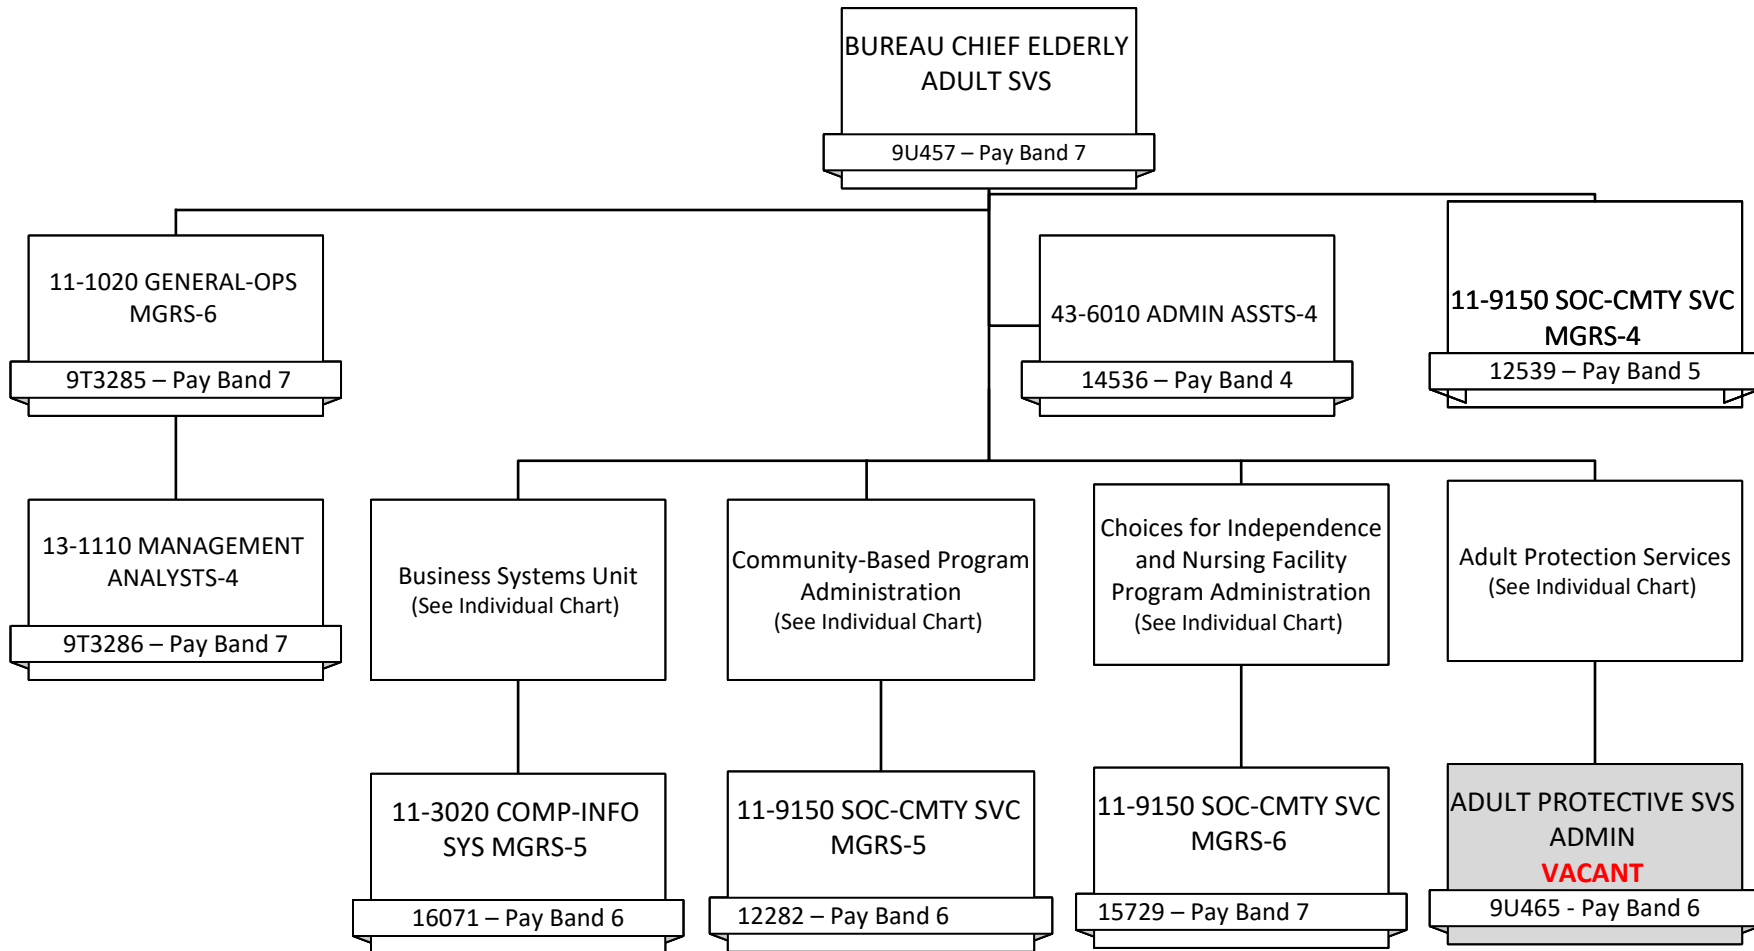 BUREAU CHIEF ELDERLY
ADULT SVS
9U457 – Pay Band 7
11-1020 GENERAL-OPS
MGRS-6
9T3285 – Pay Band 7
43-6010 ADMIN ASSTS-4
14536 – Pay Band 4
11-9150 SOC-CMTY SVC
MGRS-4
12539 – Pay Band 5
13-1110 MANAGEMENT
ANALYSTS-4
9T3286 – Pay Band 7
Business Systems Unit
(See Individual Chart)
Community-Based Program
Administration
(See Individual Chart)
Choices for Independence
and Nursing Facility
Program Administration
(See Individual Chart)
Adult Protection Services
(See Individual Chart)
11-3020 COMP-INFO
SYS MGRS-5
16071 – Pay Band 6
11-9150 SOC-CMTY SVC
MGRS-5
12282 – Pay Band 6
11-9150 SOC-CMTY SVC
MGRS-6
15729 – Pay Band 7
ADULT PROTECTIVE SVS
ADMIN
VACANT
9U465 - Pay Band 6